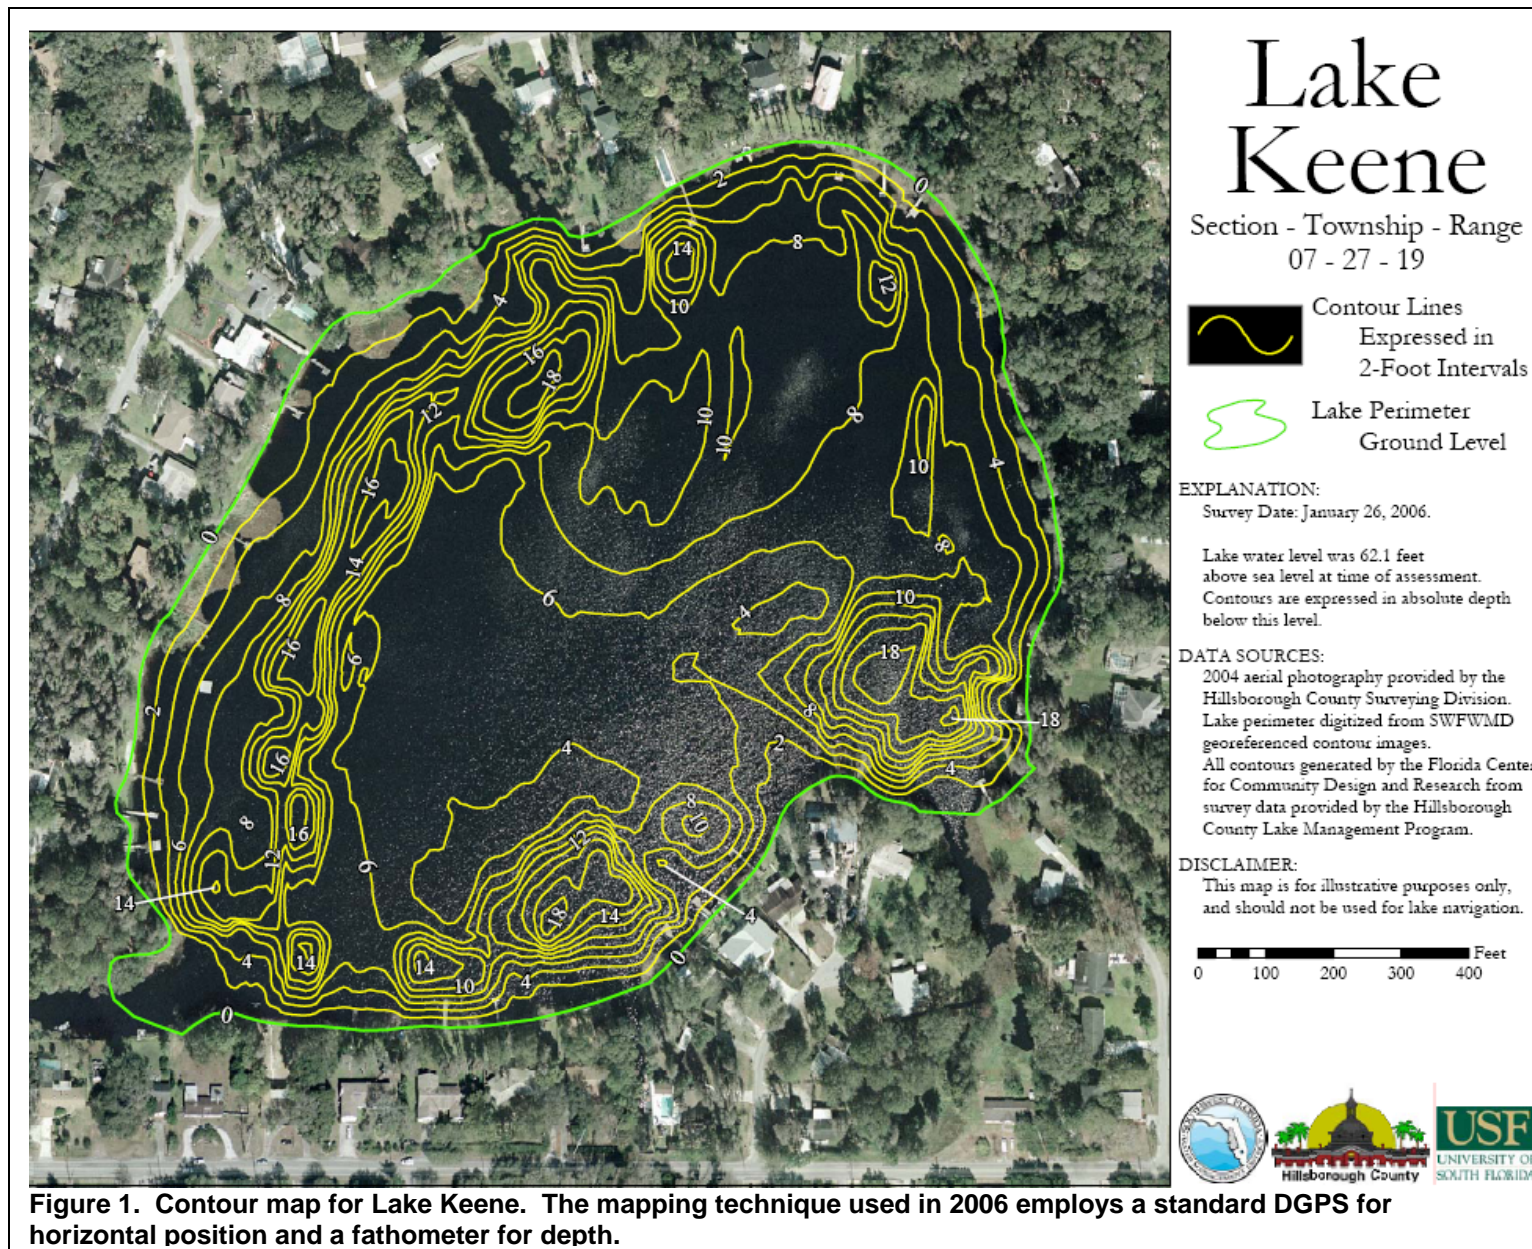 Lake
Keene
Section - Township - Range
07 - 27 - 19
Contour Lines
Expressed in
2-Foot Intervals
Lake Perimeter
Ground Level
EXPLANATION:
Survey Date: January 26, 2006.
Lake water level was 62.1 feet
above sea level at time of assessment.
Contours are expressed in absolute depth
below this level.
DATA SOURCES:
2004 aerial photography provided by the
Hillsborough County Surveying Division.
Lake perimeter digitized from SWFWMD
georeferenced contour images.
All contours generated by the Florida Center
for Community Design and Research from
survey data provided by the Hillsborough
County Lake Management Program.
DISCLAIMER:
This map is for illustrative purposes only,
and should not be used for lake navigation.
Feet
0 100 200 300 400
Hillsborough County
USF
UNIVERSITY OF
SOUTH FLORIDA
2
0
14
8
12
4
10
16
18
12
10
10
8
4
10
16
0
8
14
8
6
4
10
16
6
18
2
8
18
16
4
2
4
8
10
16
8
12
6
12
6
14
18
14
4
4
14
14
10
4
0
0
Figure 1. Contour map for Lake Keene. The mapping technique used in 2006 employs a standard DGPS for
horizontal position and a fathometer for depth.